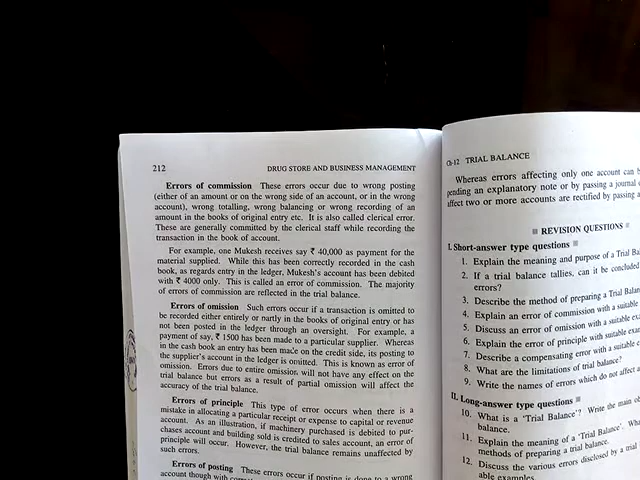 212 DRUG STORE AND BUSINESS MANAGEMENT
Errors of commission These errors occur due to wrong posting
(either of an amount or on the wrong side of an account, or in the wrong
account), wrong totalling, wrong balancing or wrong recording of an
amount in the books of original entry etc. It is also called clerical error.
These are generally committed by the clerical staff while recording the
transaction in the book of account.
For example, one Mukesh receives say ₹ 40,000 as payment for the
material supplied. While this has been correctly recorded in the cash
book, as regards entry in the ledger, Mukesh's account has been debited
with ₹ 4000 only. This is called an error of commission. The majority
of errors of commission are reflected in the trial balance.
Errors of omission Such errors occur if a transaction is omitted to
be recorded either entirely or partly in the books of original entry or has
not been posted in the ledger through an oversight. For example, a
payment of say, ₹ 1500 has been made to a particular supplier. Whereas
in the cash book an entry has been made on the credit side, its posting to
the supplier's account in the ledger is omitted. This is known as error of
omission. Errors due to entire omission will not have any effect on the
trial balance but errors as a result of partial omission will affect the
accuracy of the trial balance.
Errors of principle This type of error occurs when there is a
mistake in allocating a particular receipt or expense to capital or revenue
account. As an illustration, if machinery purchased is debited to pur-
chases account and building sold is credited to sales account, an error of
principle will occur. However, the trial balance remains unaffected by
such errors.
Errors of posting These errors occur if posting is done to a wrong
account though with
Ch-12 TRIAL BALANCE
Whereas errors affecting only one account can
pending an explanatory note or by passing a journal
affect two or more accounts are rectified by passing
REVISION QUESTIONS
I. Short-answer type questions
1. Explain the meaning and purpose of a Trial
2. If a trial balance tallies, can it be concluded
errors?
3. Describe the method of preparing a Trial
4. Explain an error of commission with a suitable
5. Discuss an error of omission with a suitable
6. Explain the error of principle with suitable
7. Describe a compensating error with a suitable
8. What are the limitations of trial balance?
9. Write the names of errors which do not affect
II. Long-answer type questions
10. What is a 'Trial Balance'? Write the main
balance.
11. Explain the meaning of a 'Trial Balance'.
methods of preparing a trial balance.
12. Discuss the various errors disclosed by a trial
able examples.